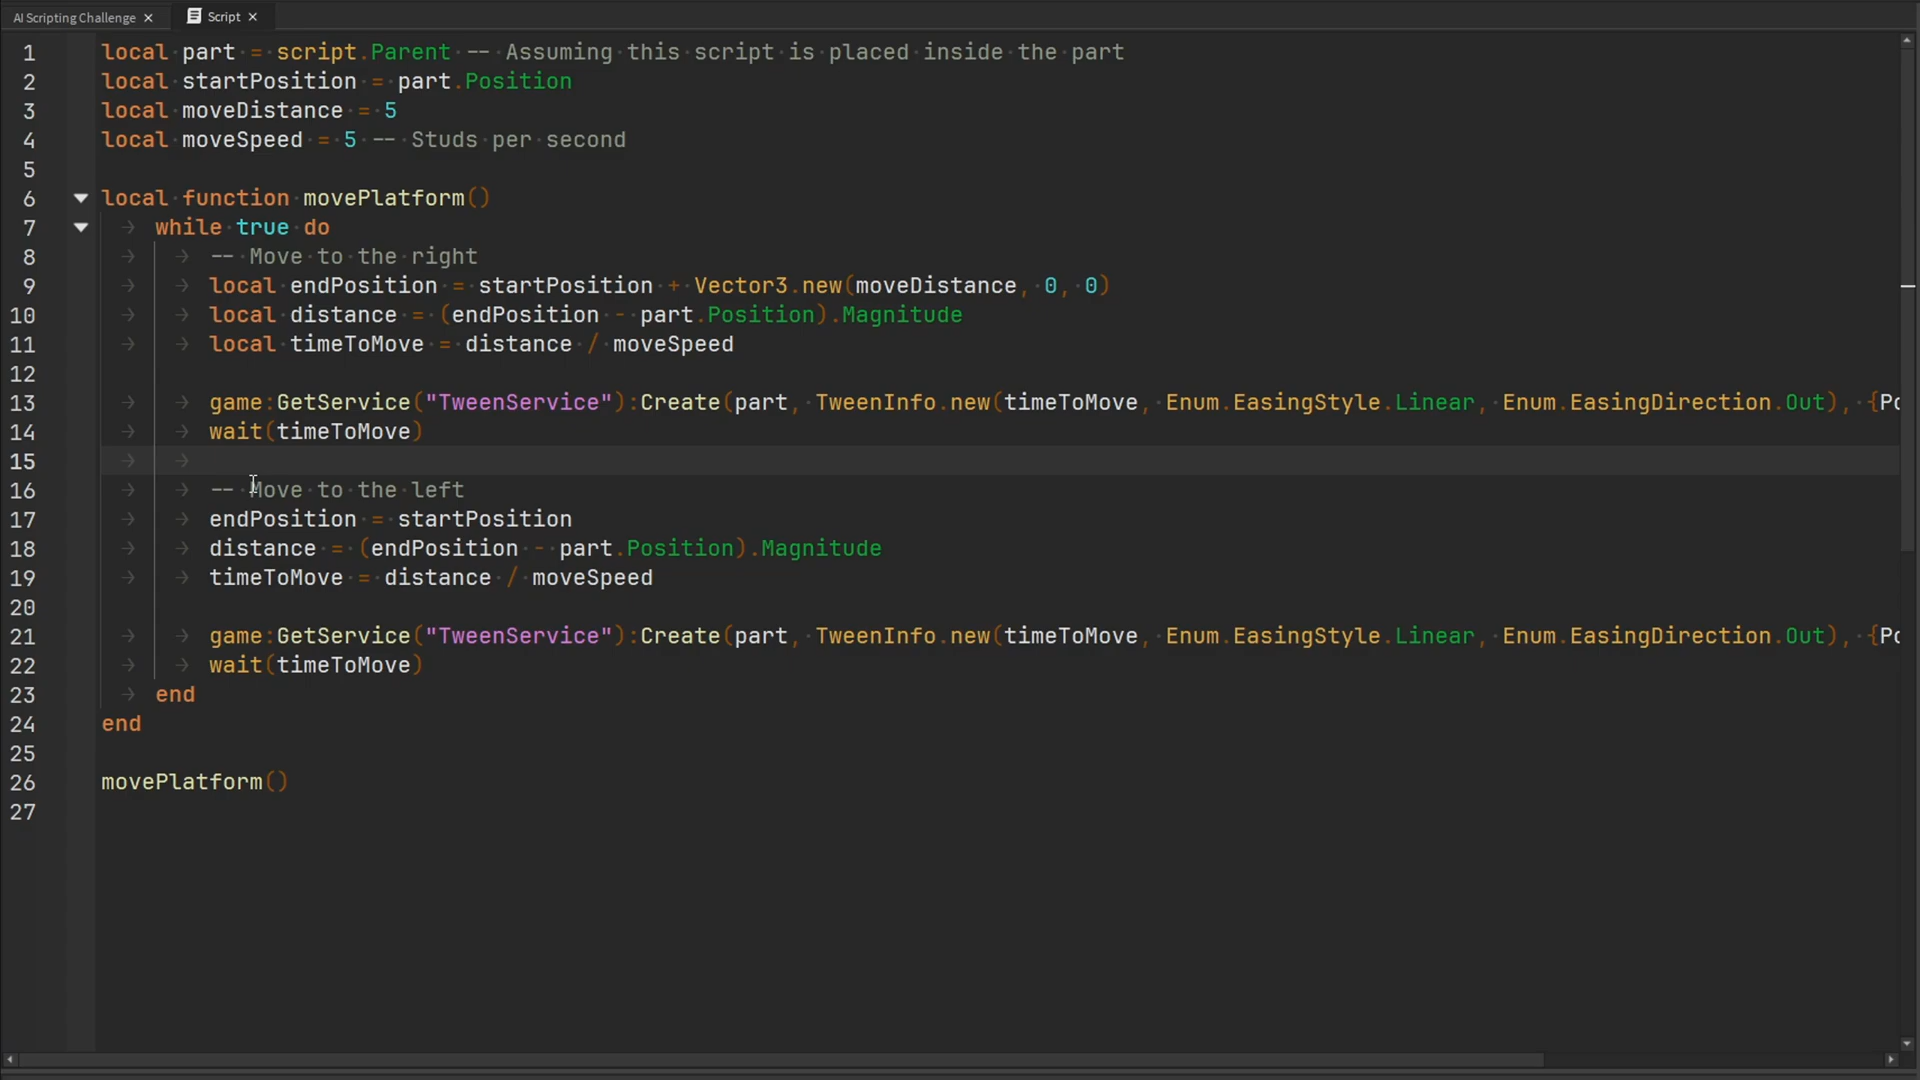 AI Scripting Challenge × Script ×
1 local part = script.Parent -- Assuming this script is placed inside the part
2 local startPosition = part.Position
3 local moveDistance = 5
4 local moveSpeed = 5 -- Studs per second
5
6 local function movePlatform()
7 while true do
8 -- Move to the right
9 local endPosition = startPosition + Vector3.new(moveDistance, 0, 0)
10 local distance = (endPosition - part.Position).Magnitude
11 local timeToMove = distance / moveSpeed
12
13 game:GetService("TweenService"):Create(part, TweenInfo.new(timeToMove, Enum.EasingStyle.Linear, Enum.EasingDirection.Out), {Po
14 wait(timeToMove)
15
16 -- Move to the left
17 endPosition = startPosition
18 distance = (endPosition - part.Position).Magnitude
19 timeToMove = distance / moveSpeed
20
21 game:GetService("TweenService"):Create(part, TweenInfo.new(timeToMove, Enum.EasingStyle.Linear, Enum.EasingDirection.Out), {Po
22 wait(timeToMove)
23 end
24 end
25
26 movePlatform()
27